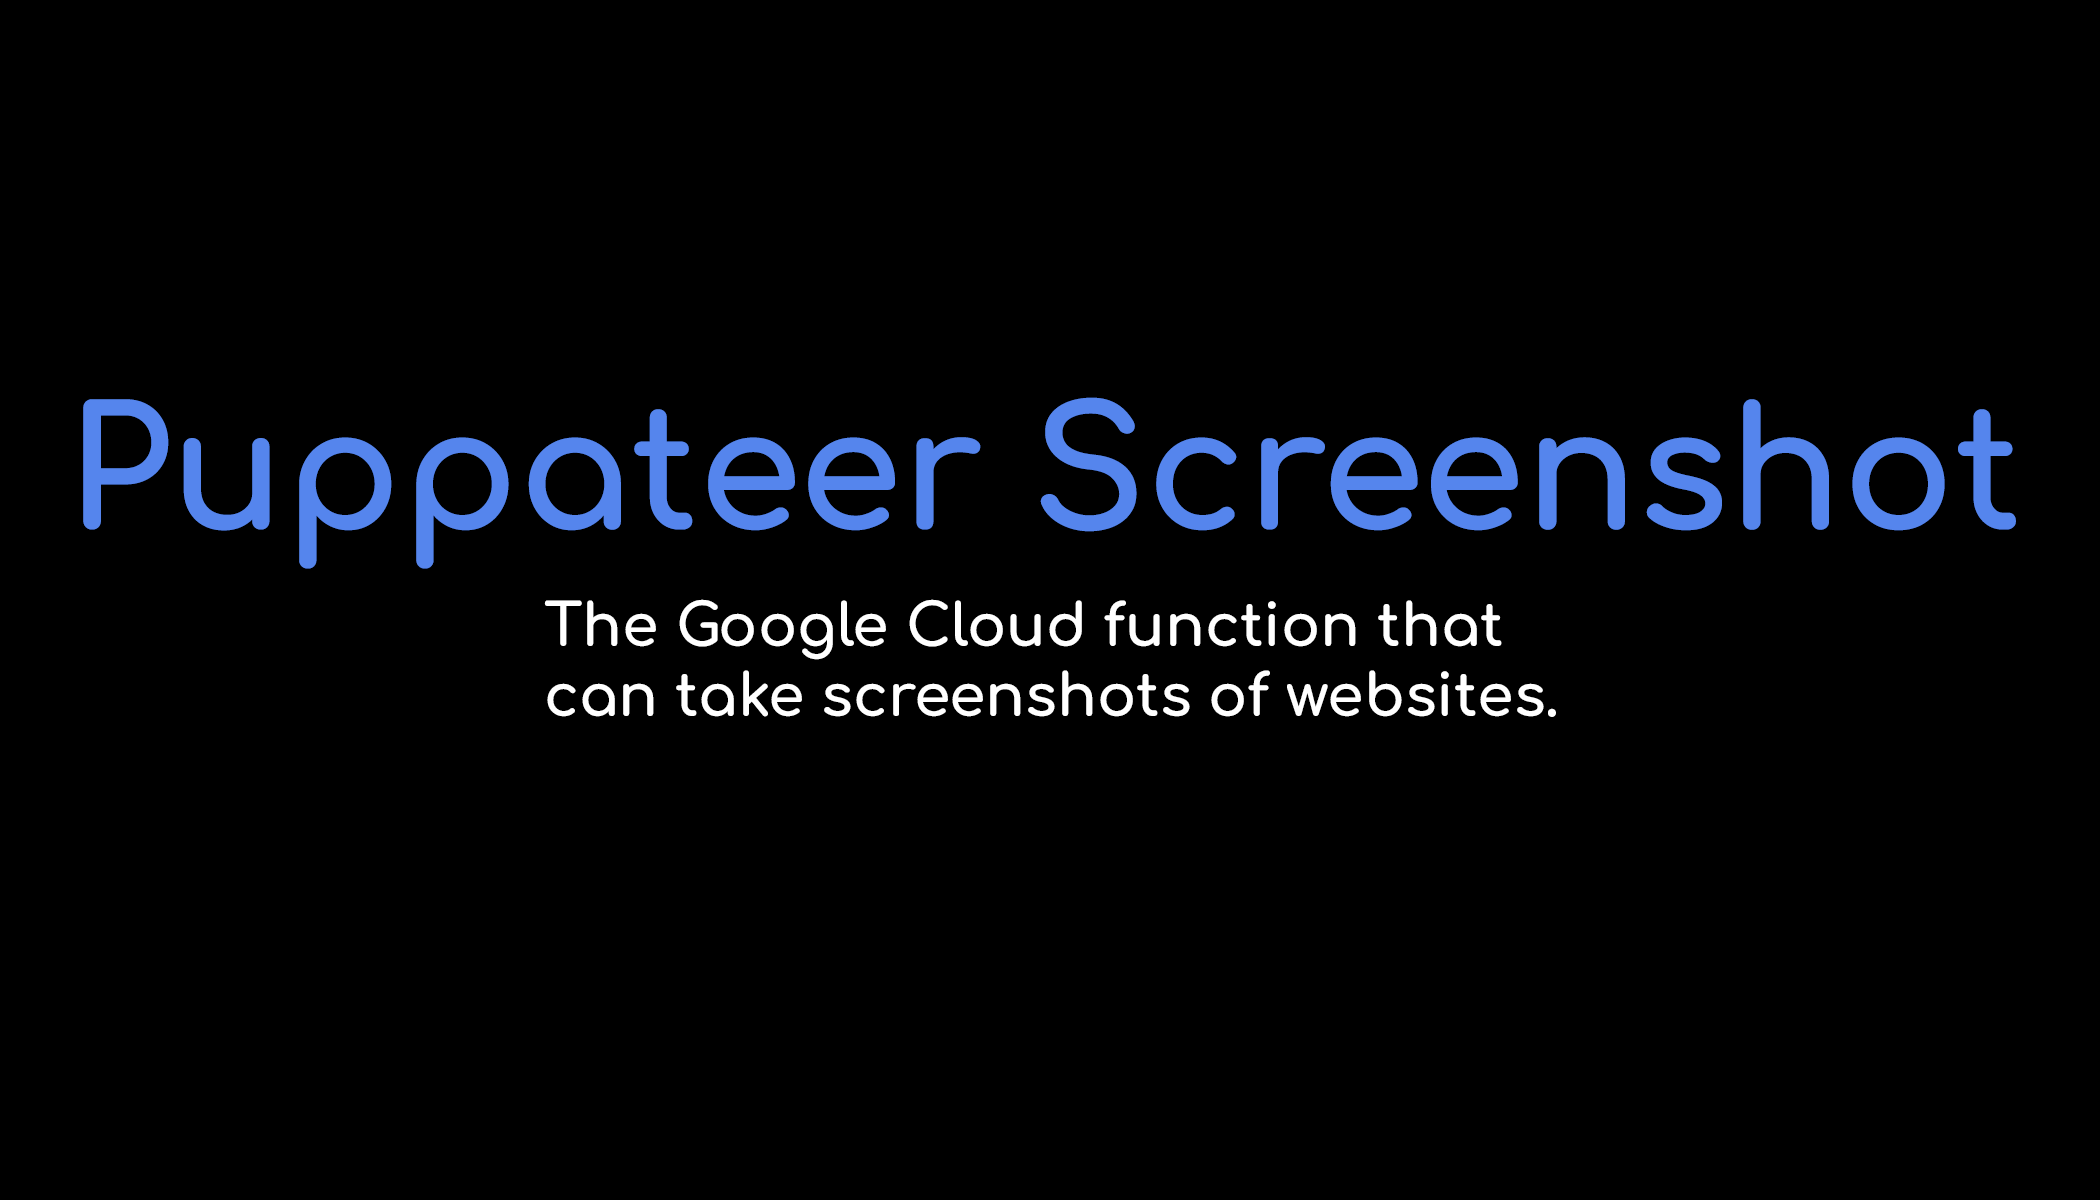 Puppateer Screenshot
The Google Cloud function that
can take screenshots of websites.